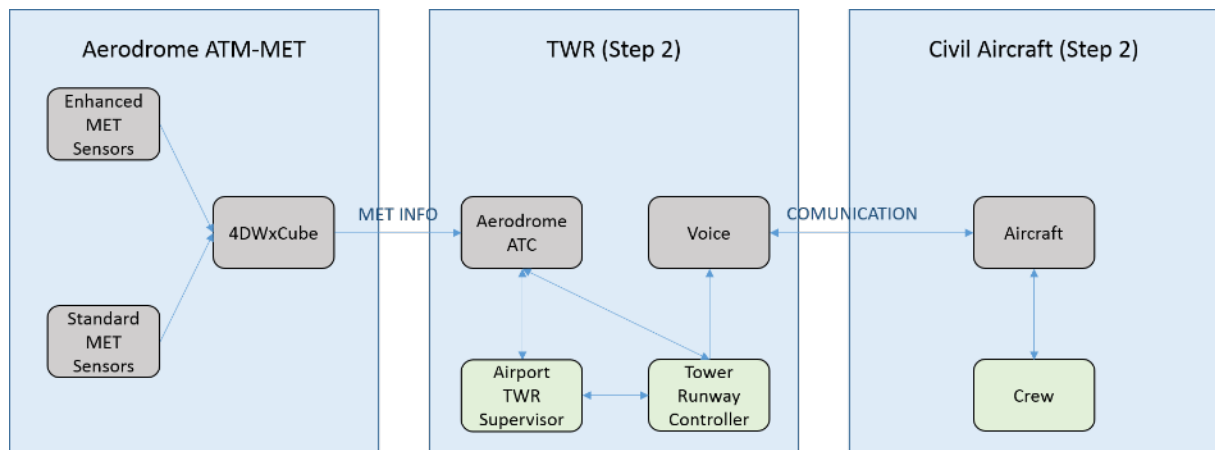 Aerodrome ATM-MET
Enhanced
MET
Sensors
4DWxCube
Standard
MET
Sensors
MET INFO
TWR (Step 2)
Aerodrome
ATC
Voice
Airport
TWR
Supervisor
Tower
Runway
Controller
COMUNICATION
Civil Aircraft (Step 2)
Aircraft
Crew